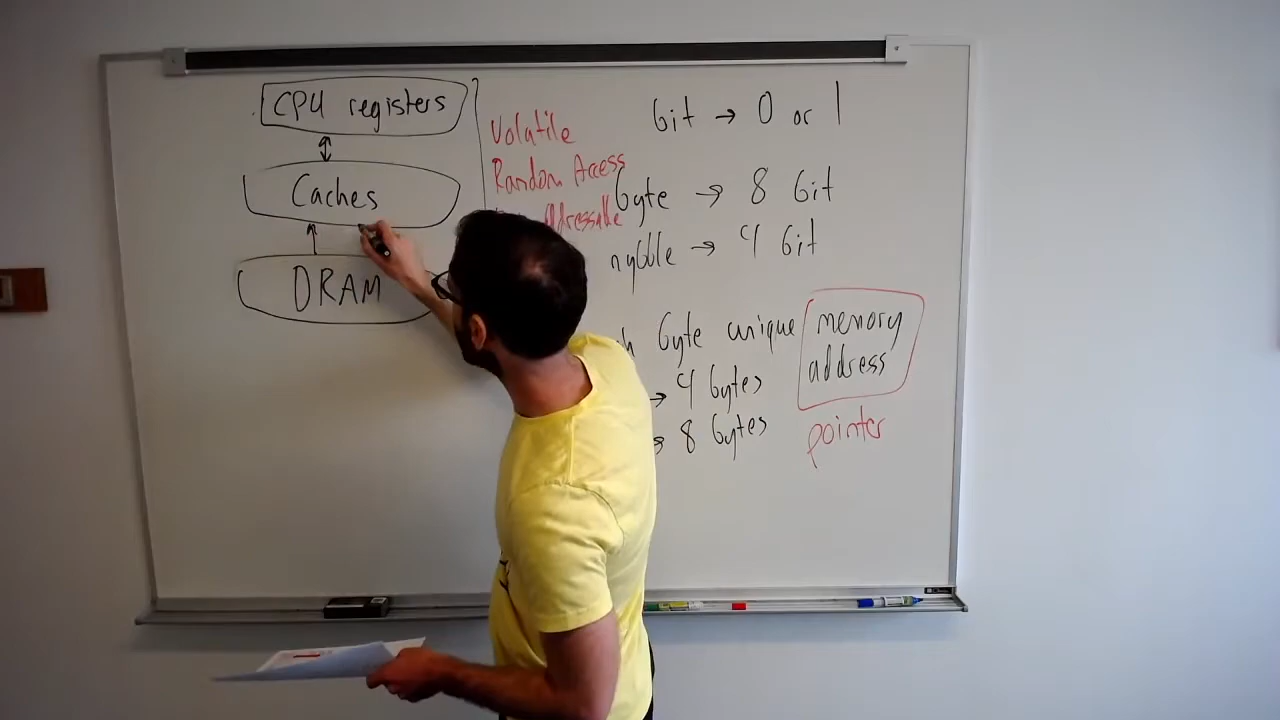 CPU registers
Caches
DRAM
Volatile
Random Access
bit → 0 or 1
byte → 8 bit
nybble → 4 bit
byte unique memory
address
→ 4 bytes
→ 8 bytes
pointer